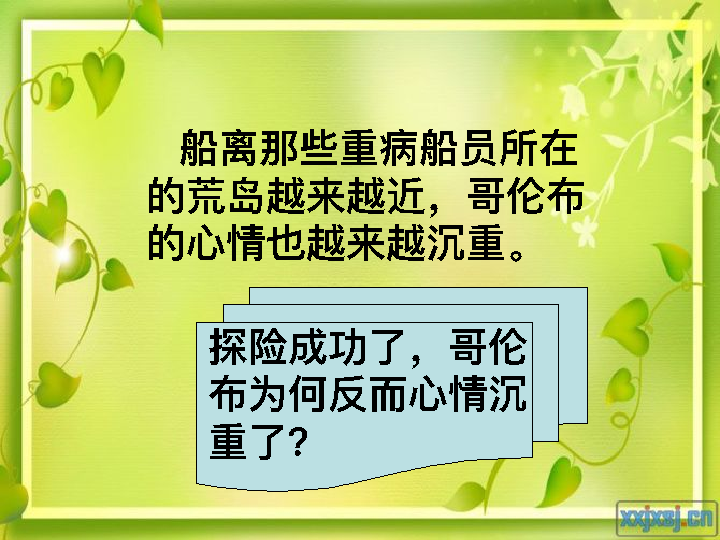 船离那些重病船员所在
的荒岛越来越近，哥伦布
的心情也越来越沉重。
探险成功了，哥伦
布为何反而心情沉
重了?
xxjxsj.cn